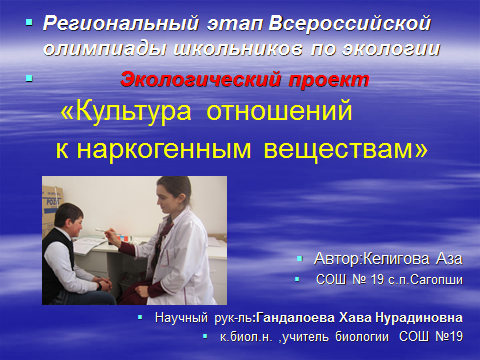 Региональный этап Всероссийской
олимпиады школьников по экологии
Экологический проект
«Культура отношений
к наркогенным веществам»
Автор:Келигова Аза
СОШ № 19 с.п.Сагопши
Научный рук-ль:Гандалоева Хава Нурадиновна
к.биол.н. ,учитель биологии СОШ №19